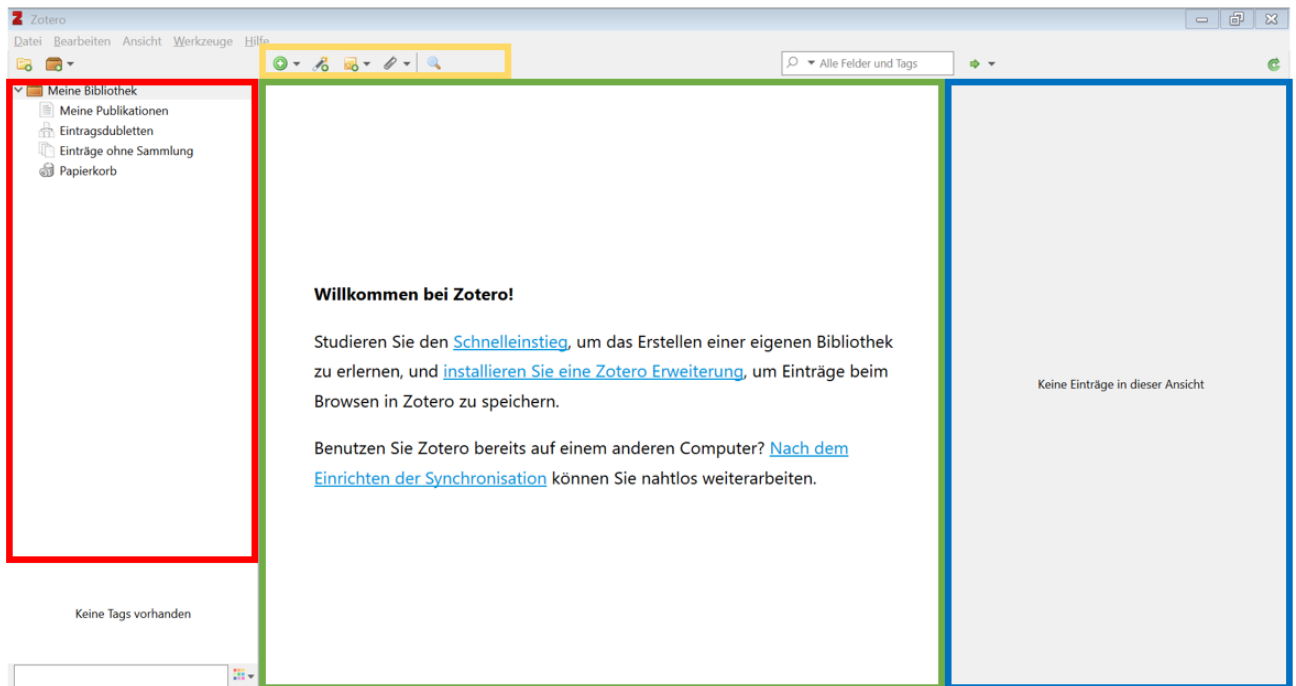 Zotero
Datei Bearbeiten Ansicht Werkzeuge Hilfe
Alle Felder und Tags
Meine Bibliothek
Meine Publikationen
Eintragsdubletten
Einträge ohne Sammlung
Papierkorb
Keine Tags vorhanden
Willkommen bei Zotero!
Studieren Sie den Schnelleinstieg, um das Erstellen einer eigenen Bibliothek
zu erlernen, und installieren Sie eine Zotero Erweiterung, um Einträge beim
Browsen in Zotero zu speichern.
Benutzen Sie Zotero bereits auf einem anderen Computer? Nach dem
Einrichten der Synchronisation können Sie nahtlos weiterarbeiten.
Keine Einträge in dieser Ansicht